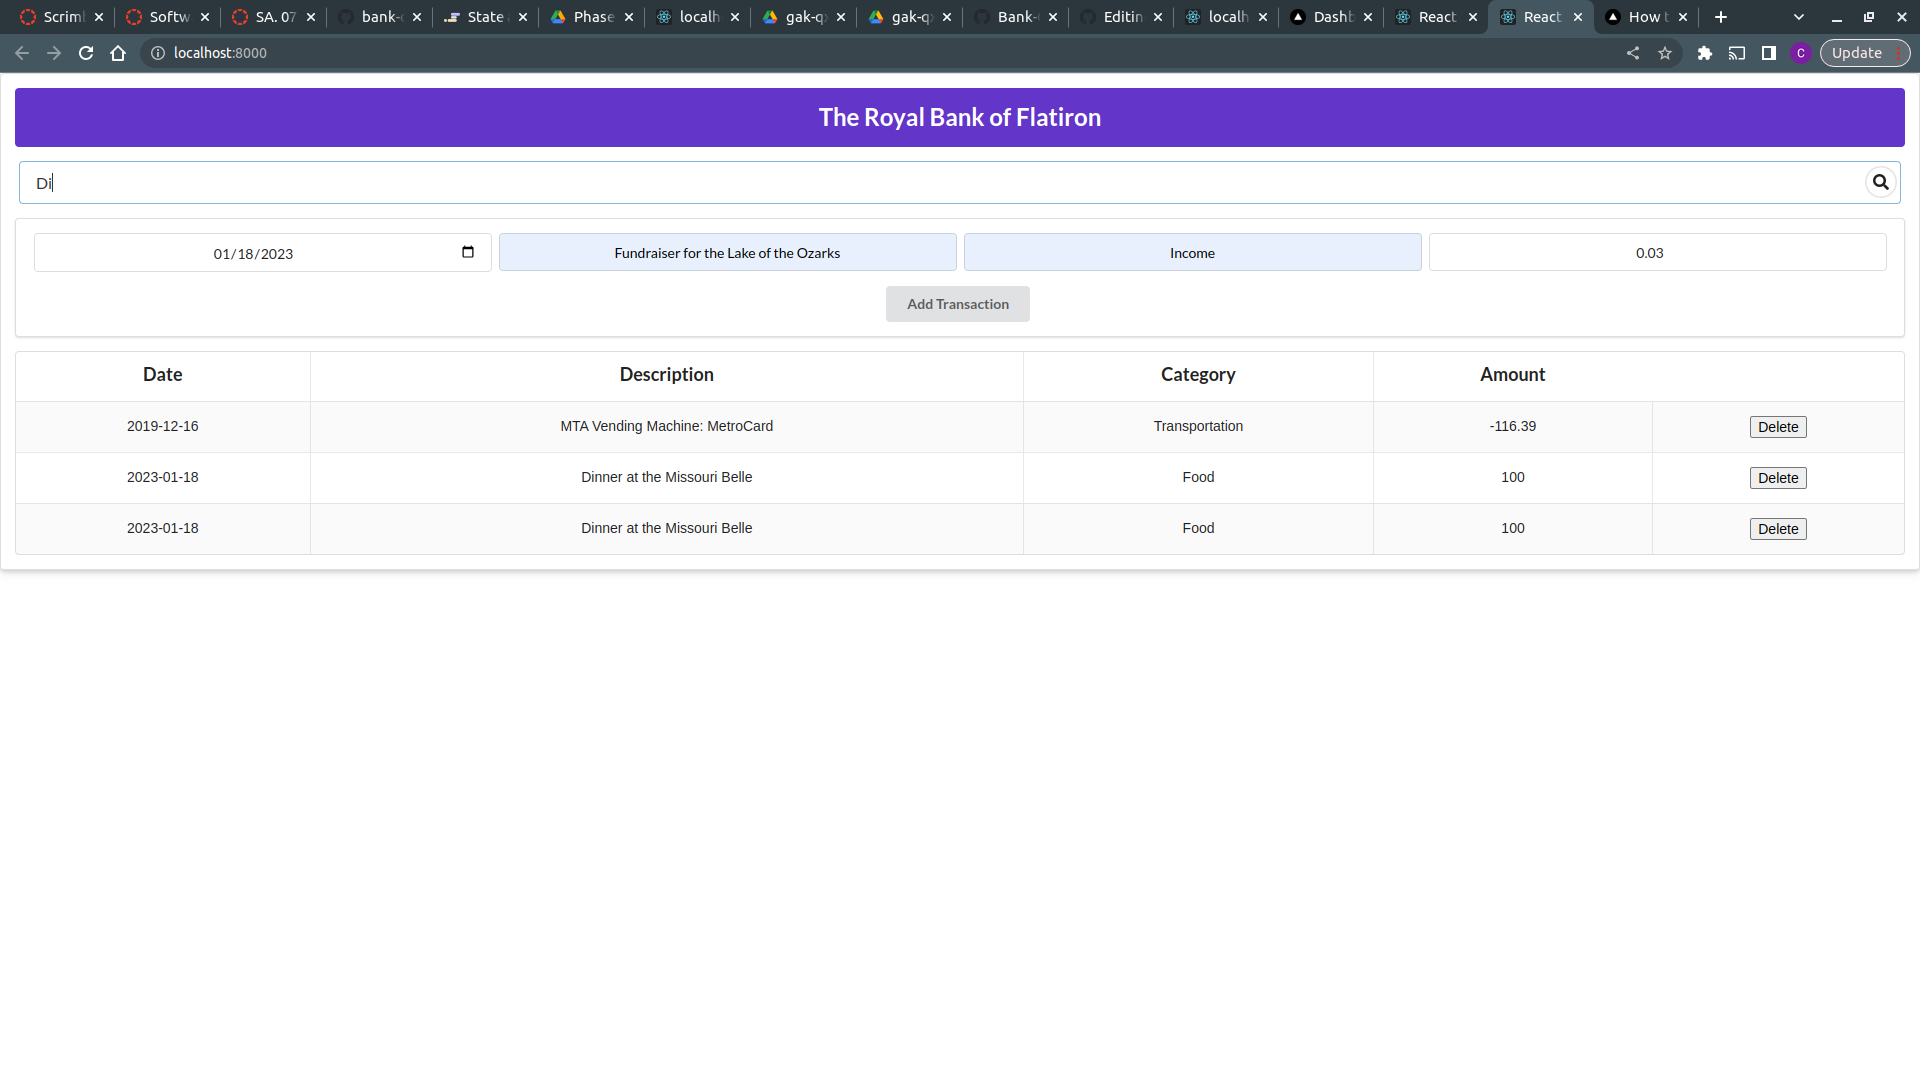 Scrim Softw SA. 07 bank- State Phase localh gak-q gak-q Bank- Editin localh Dashb React React How t
localhost:8000 C Update
The Royal Bank of Flatiron
Di
01/18/2023 Fundraiser for the Lake of the Ozarks Income 0.03
Add Transaction
Date Description Category Amount
2019-12-16 MTA Vending Machine: MetroCard Transportation -116.39 Delete
2023-01-18 Dinner at the Missouri Belle Food 100 Delete
2023-01-18 Dinner at the Missouri Belle Food 100 Delete